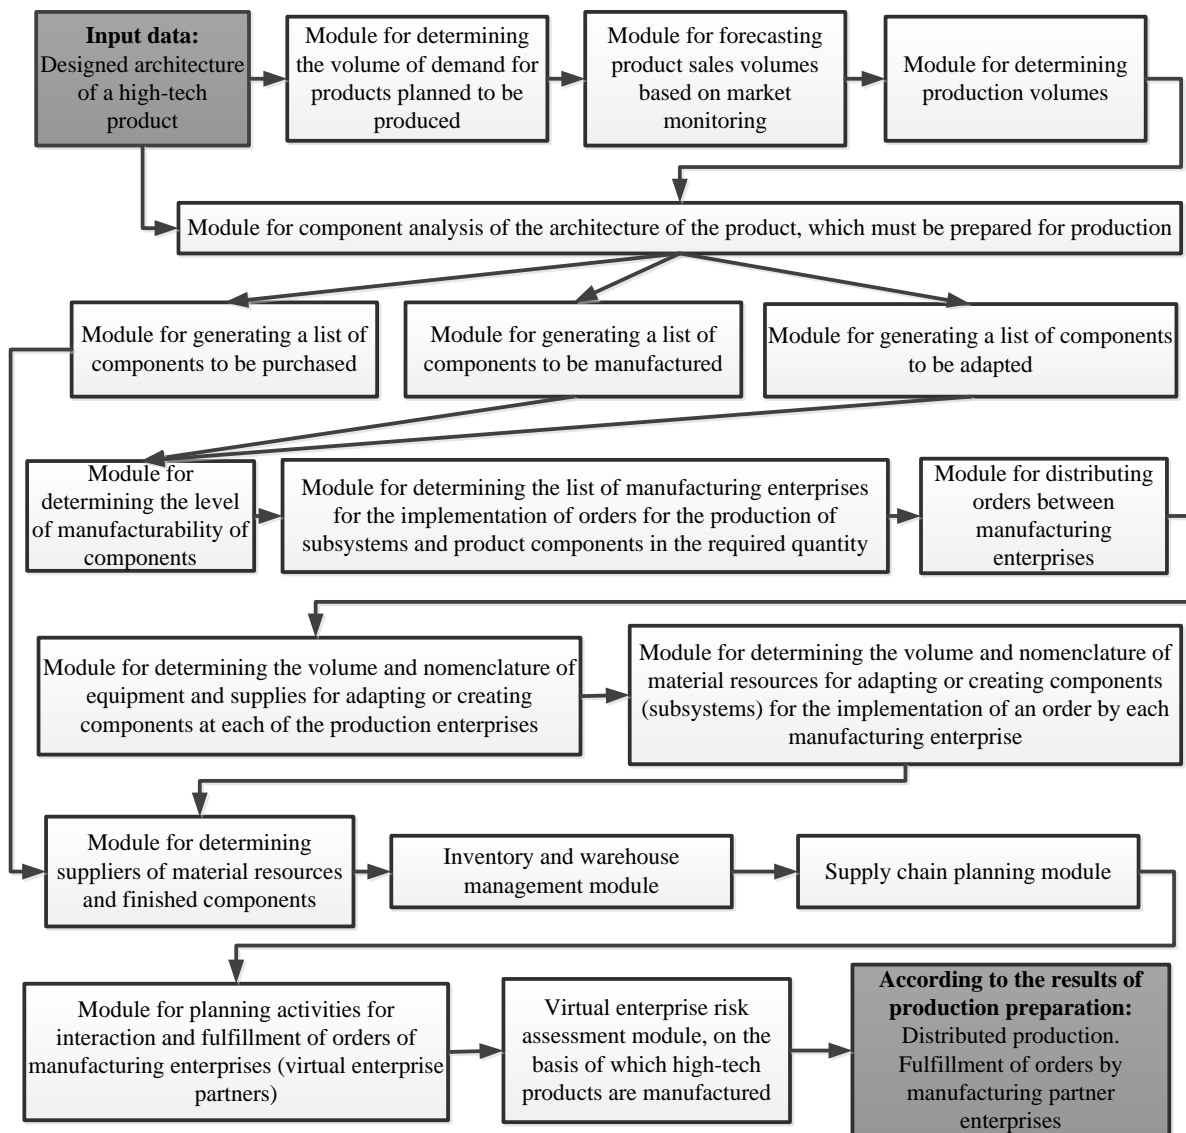 Input data:
Designed architecture
of a high-tech
product
Module for determining
the volume of demand for
products planned to be
produced
Module for forecasting
product sales volumes
based on market
monitoring
Module for determining
production volumes
Module for component analysis of the architecture of the product, which must be prepared for production
Module for generating a list of
components to be purchased
Module for generating a list of
components to be manufactured
Module for generating a list of components
to be adapted
Module for
determining the level
of manufacturability of
components
Module for determining the list of manufacturing enterprises
for the implementation of orders for the production of
subsystems and product components in the required quantity
Module for distributing
orders between
manufacturing
enterprises
Module for determining the volume and nomenclature of
equipment and supplies for adapting or creating
components at each of the production enterprises
Module for determining the volume and nomenclature of
material resources for adapting or creating components
(subsystems) for the implementation of an order by each
manufacturing enterprise
Module for determining
suppliers of material resources
and finished components
Inventory and warehouse
management module
Supply chain planning module
Module for planning activities for
interaction and fulfillment of orders of
manufacturing enterprises (virtual enterprise
partners)
Virtual enterprise risk
assessment module, on the
basis of which high-tech
products are manufactured
According to the results of
production preparation:
Distributed production.
Fulfillment of orders by
manufacturing partner
enterprises